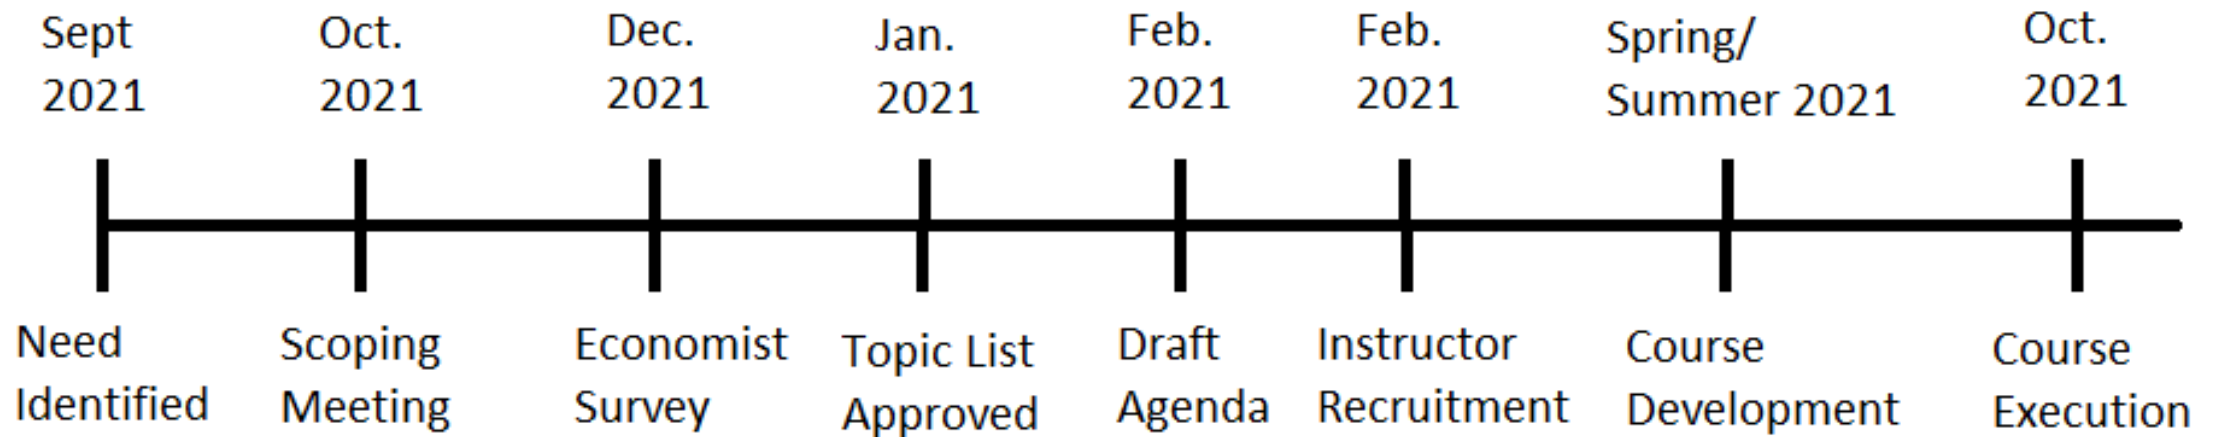 Sept
2021
Oct.
2021
Dec.
2021
Jan.
2021
Feb.
2021
Feb.
2021
Spring/
Summer 2021
Oct.
2021
Need
Identified
Scoping
Meeting
Economist
Survey
Topic List
Approved
Draft
Agenda
Instructor
Recruitment
Course
Development
Course
Execution